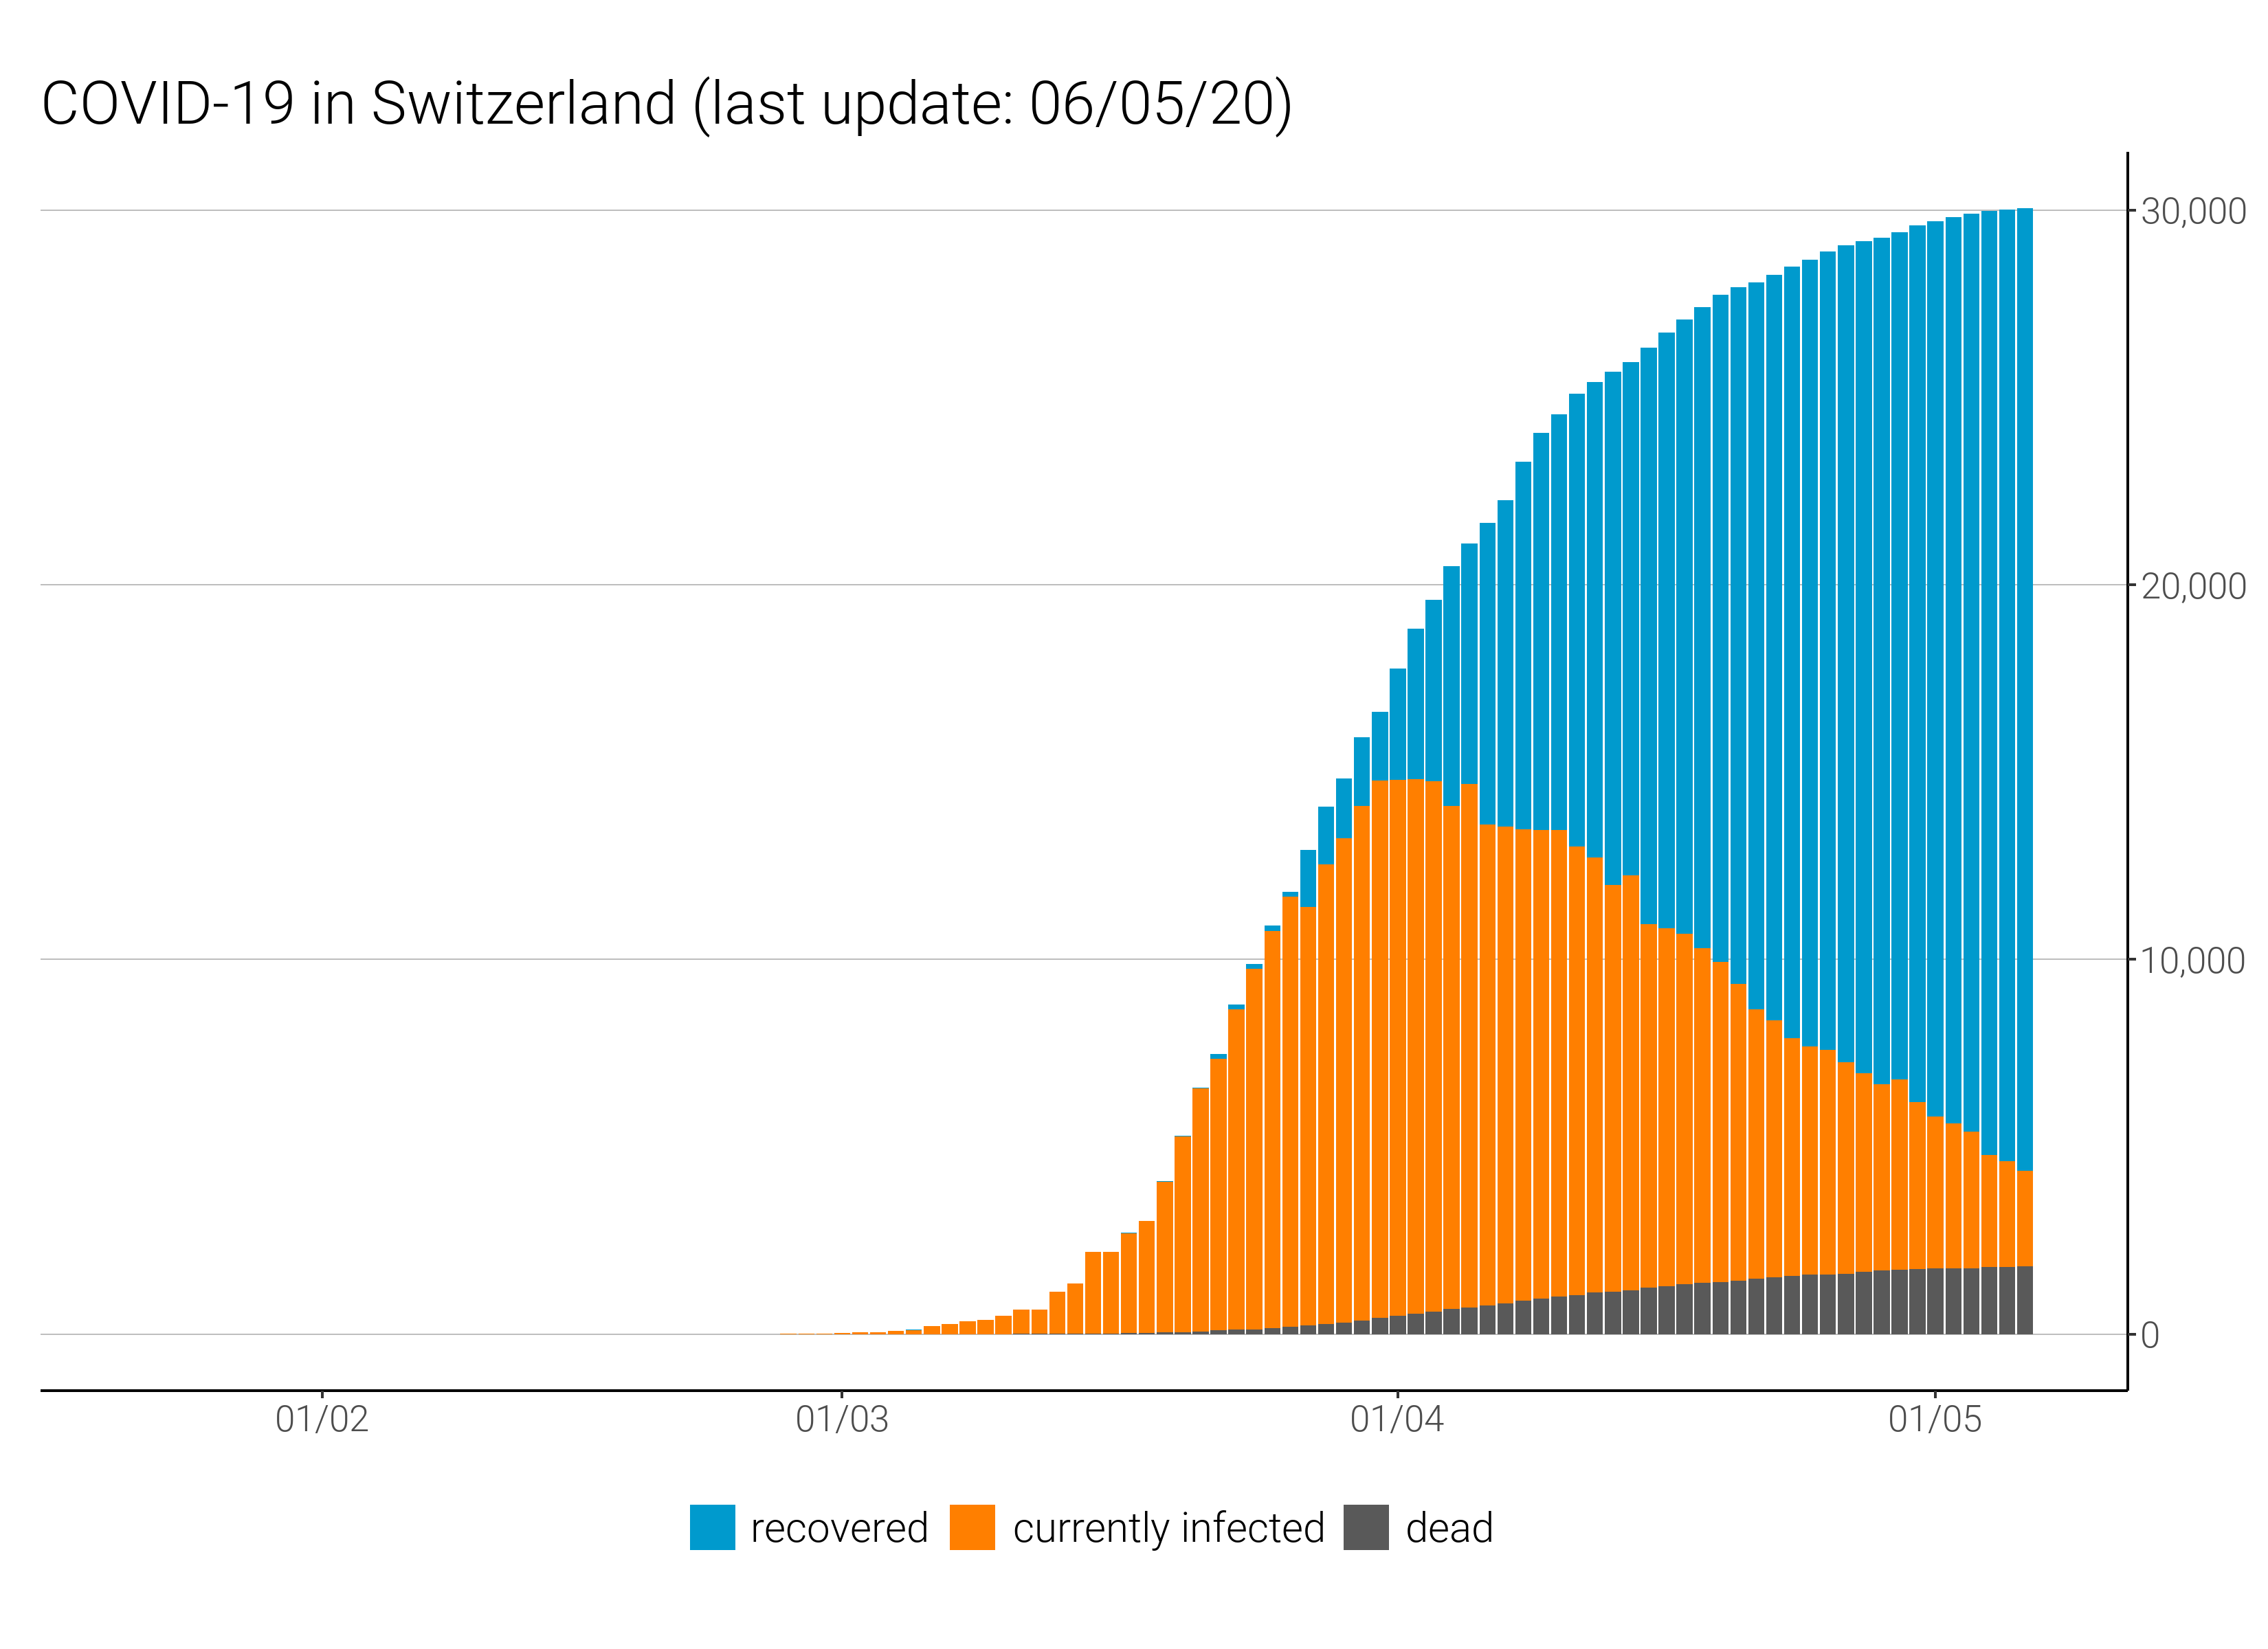 COVID-19 in Switzerland (last update: 06/05/20)
30,000
20,000
10,000
0
01/02 01/03 01/04 01/05
recovered currently infected dead